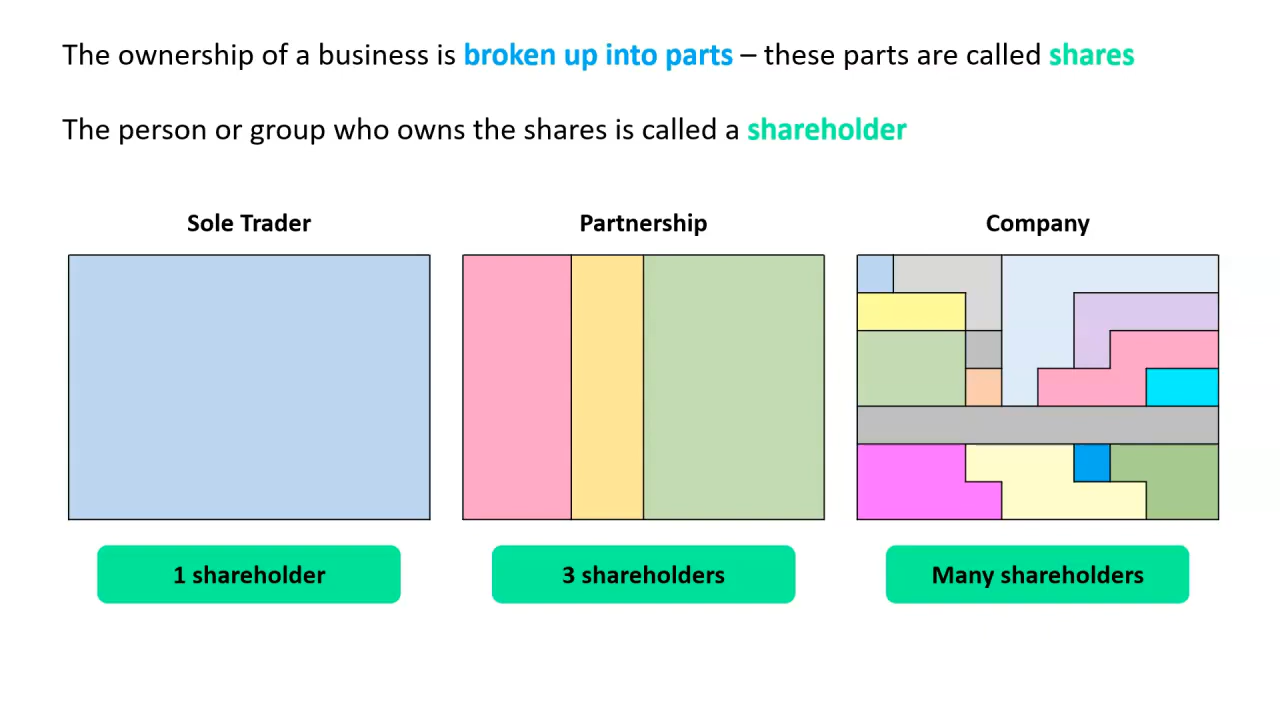 The ownership of a business is broken up into parts – these parts are called shares
The person or group who owns the shares is called a shareholder
Sole Trader
Partnership
Company
1 shareholder
3 shareholders
Many shareholders